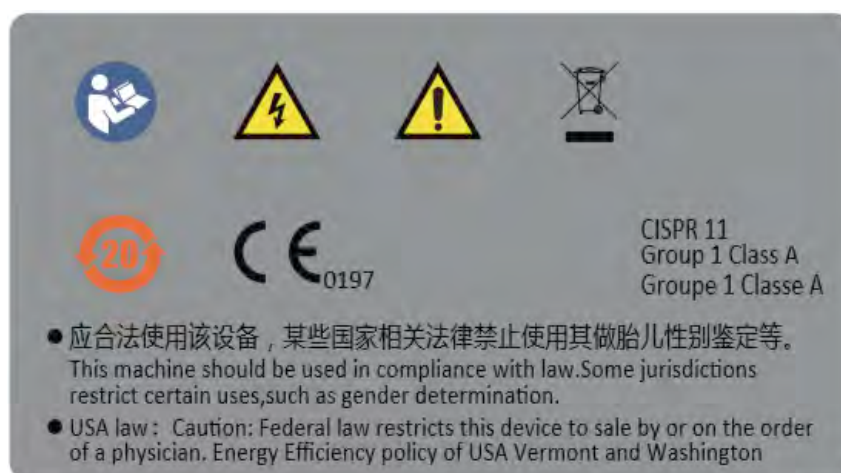 20
CE 0197
CISPR 11
Group 1 Class A
Groupe 1 Classe A
● 应合法使用该设备，某些国家相关法律禁止使用其做胎儿性别鉴定等。
This machine should be used in compliance with law.Some jurisdictions
restrict certain uses,such as gender determination.
● USA law： Caution: Federal law restricts this device to sale by or on the order
of a physician. Energy Efficiency policy of USA Vermont and Washington